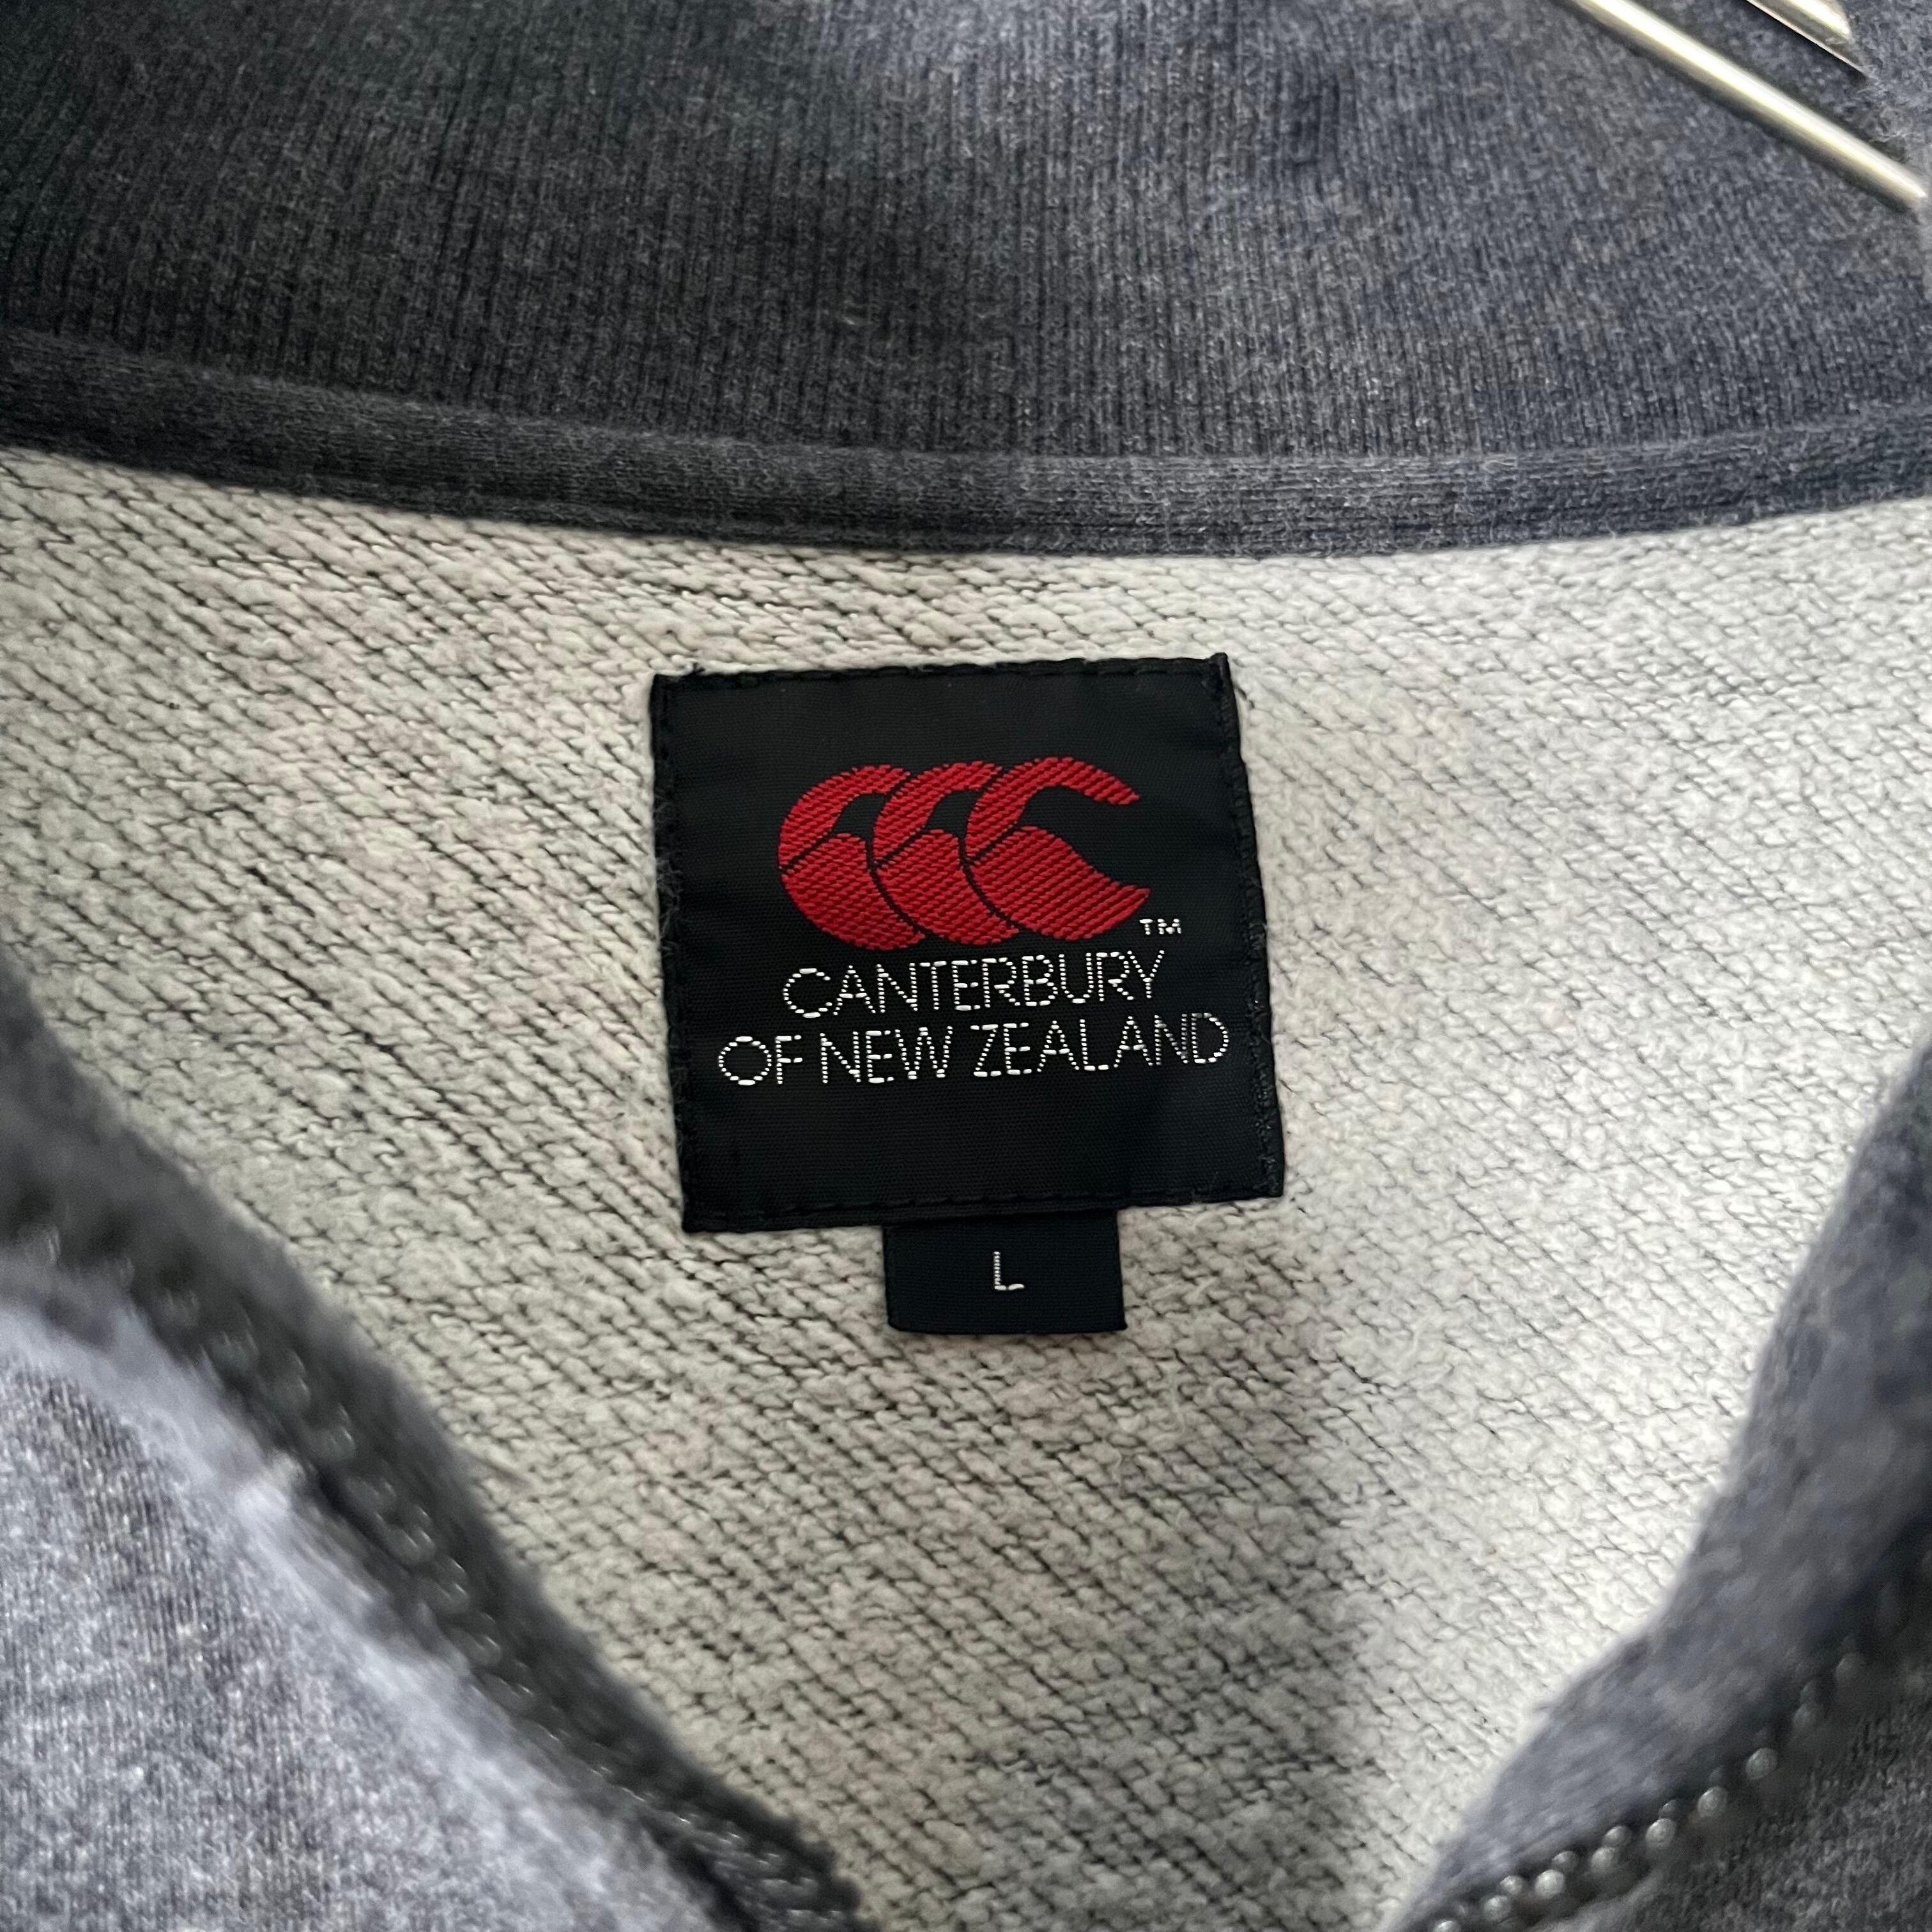 ™
CANTERBURY
OF NEW ZEALAND
L